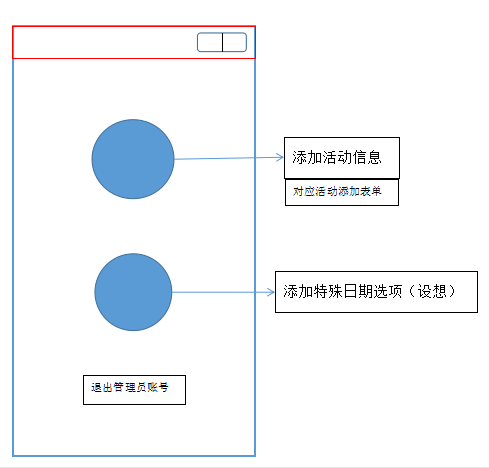 添加活动信息
对应活动添加表单
添加特殊日期选项（设想）
退出管理员账号